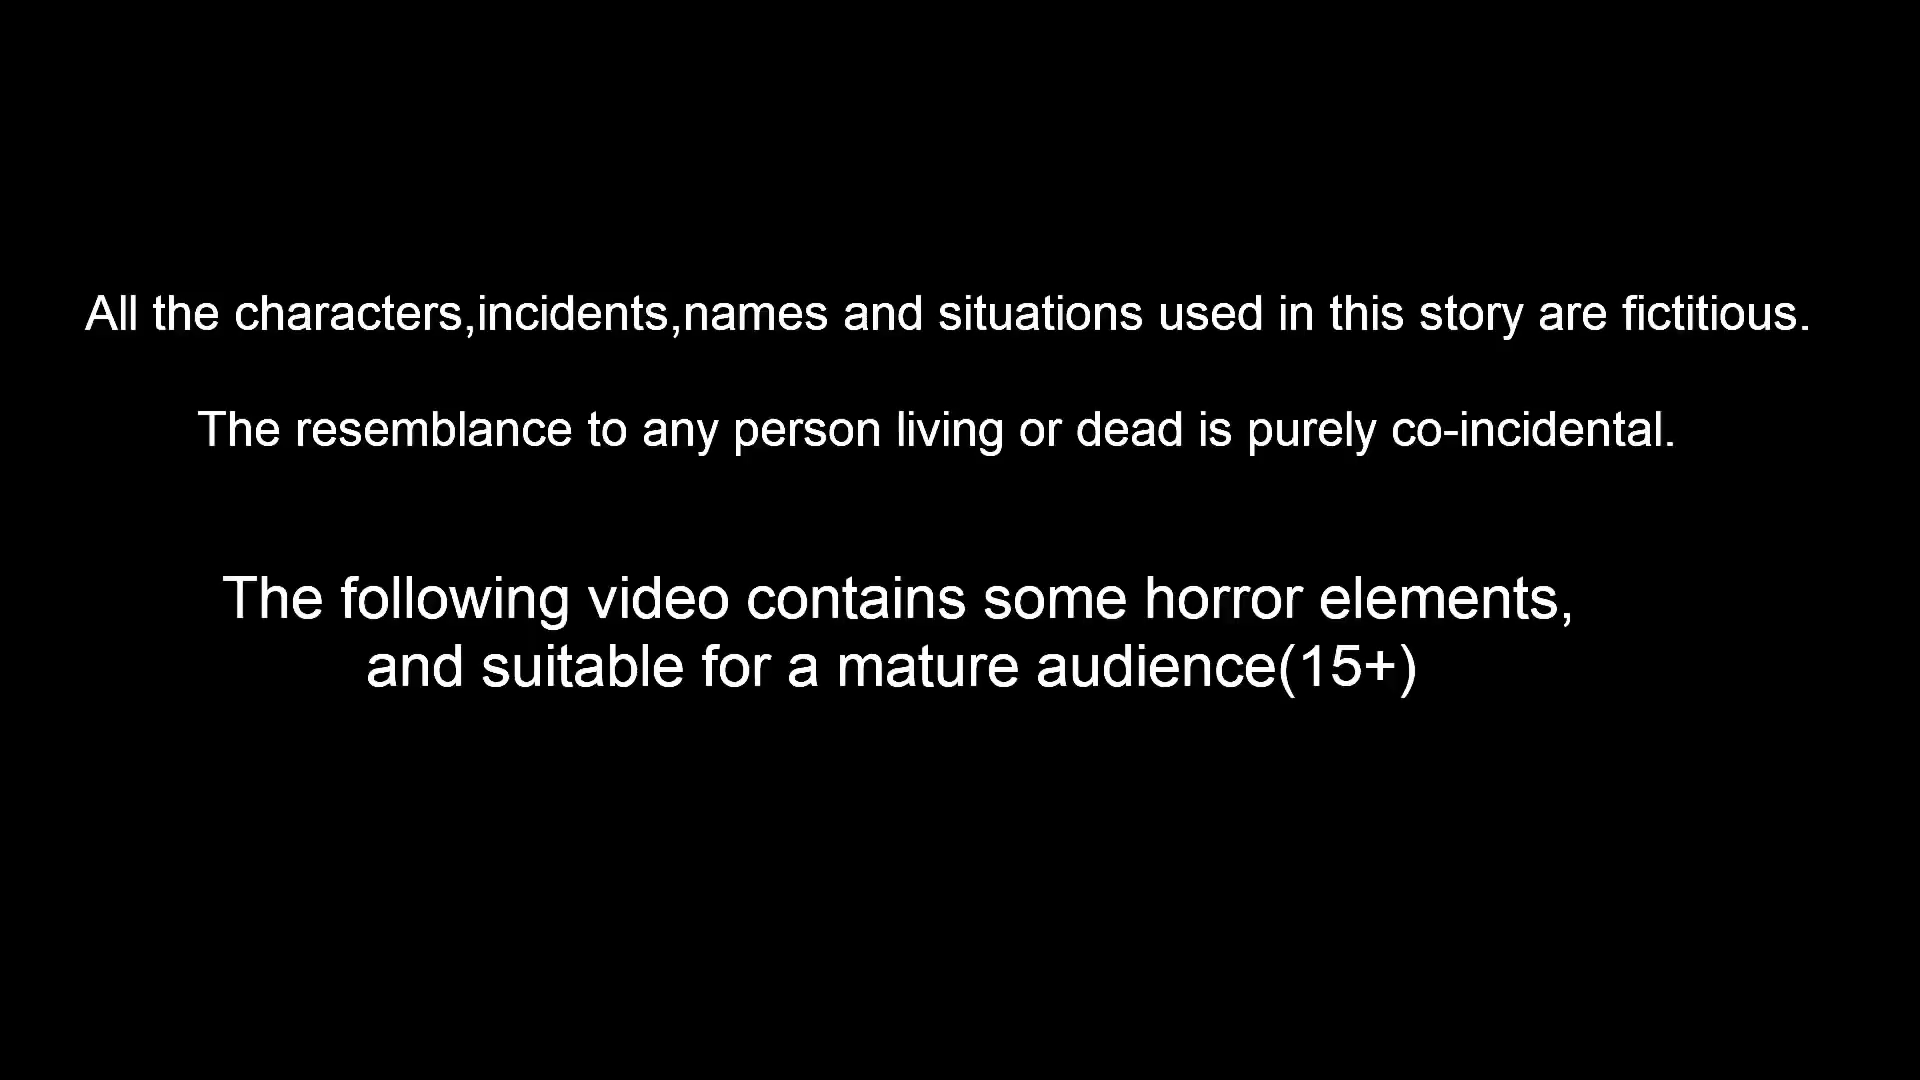 All the characters,incidents,names and situations used in this story are fictitious.
The resemblance to any person living or dead is purely co-incidental.
The following video contains some horror elements,
and suitable for a mature audience(15+)